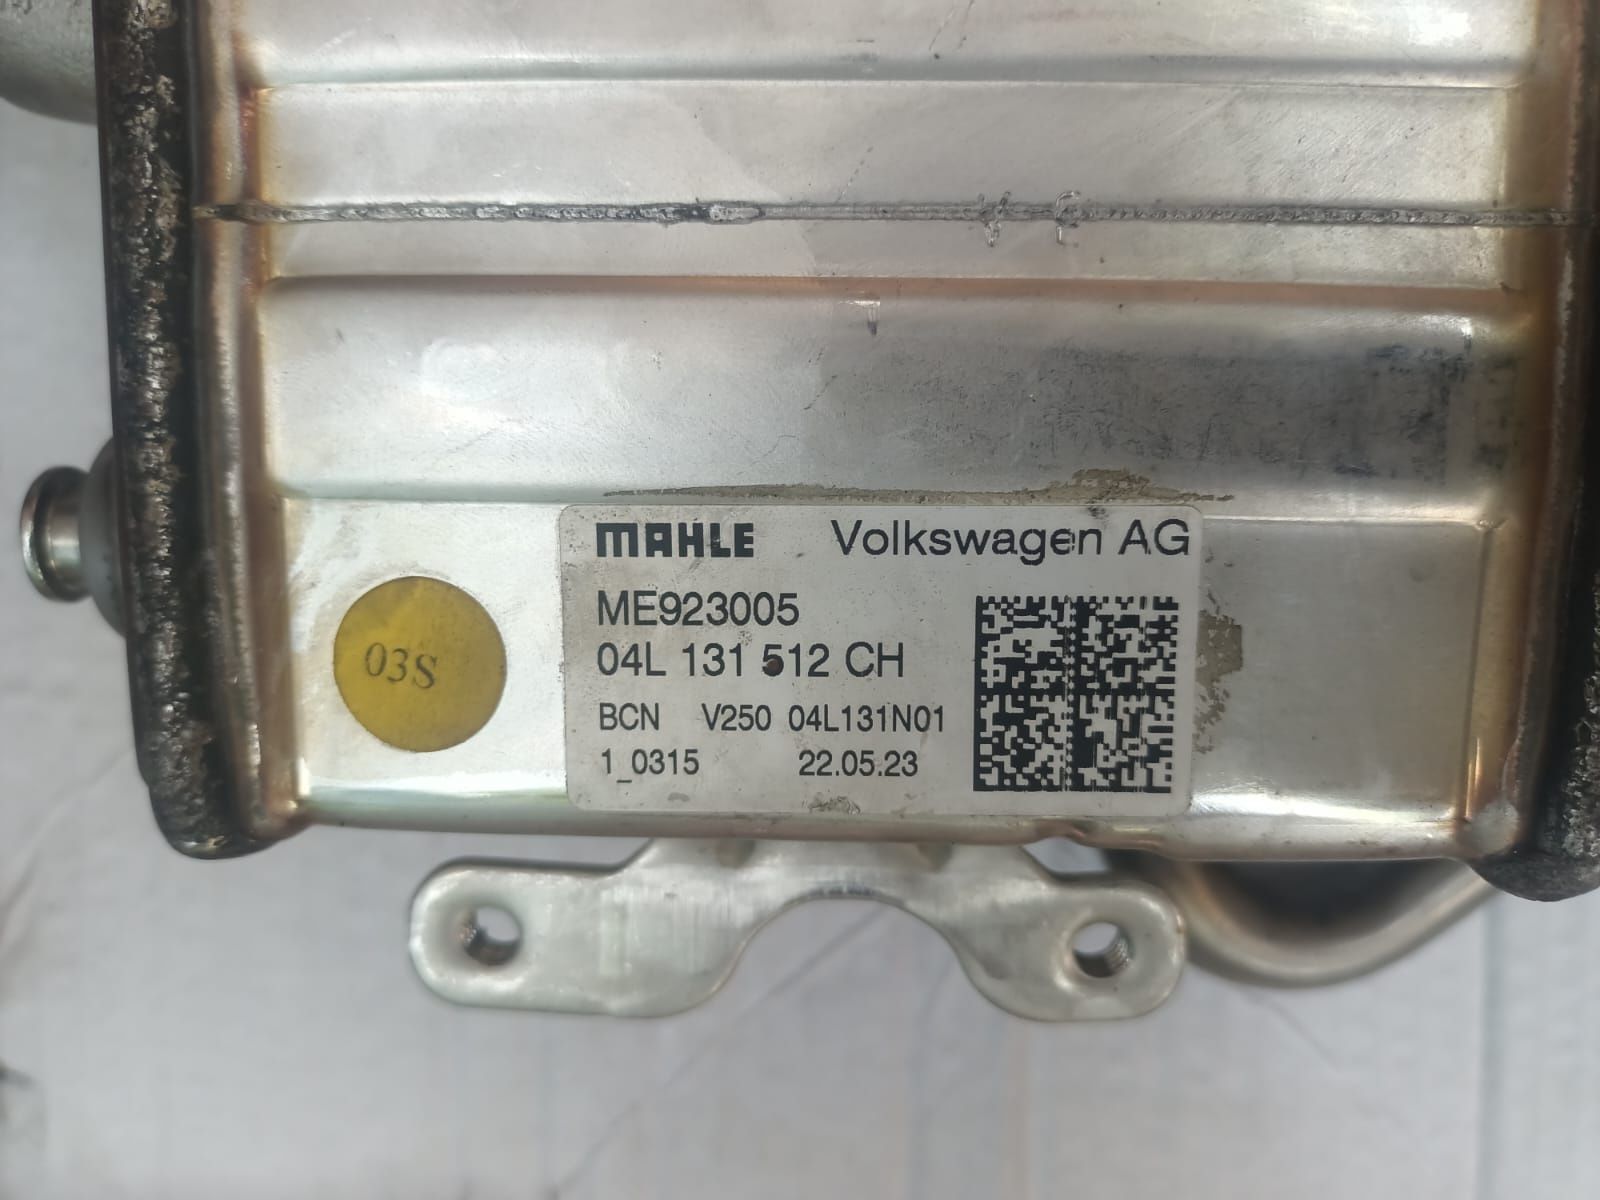 MAHLE Volkswagen AG
ME923005
04L 131 512 CH
BCN V250 04L131N01
1_0315 22.05.23
03S